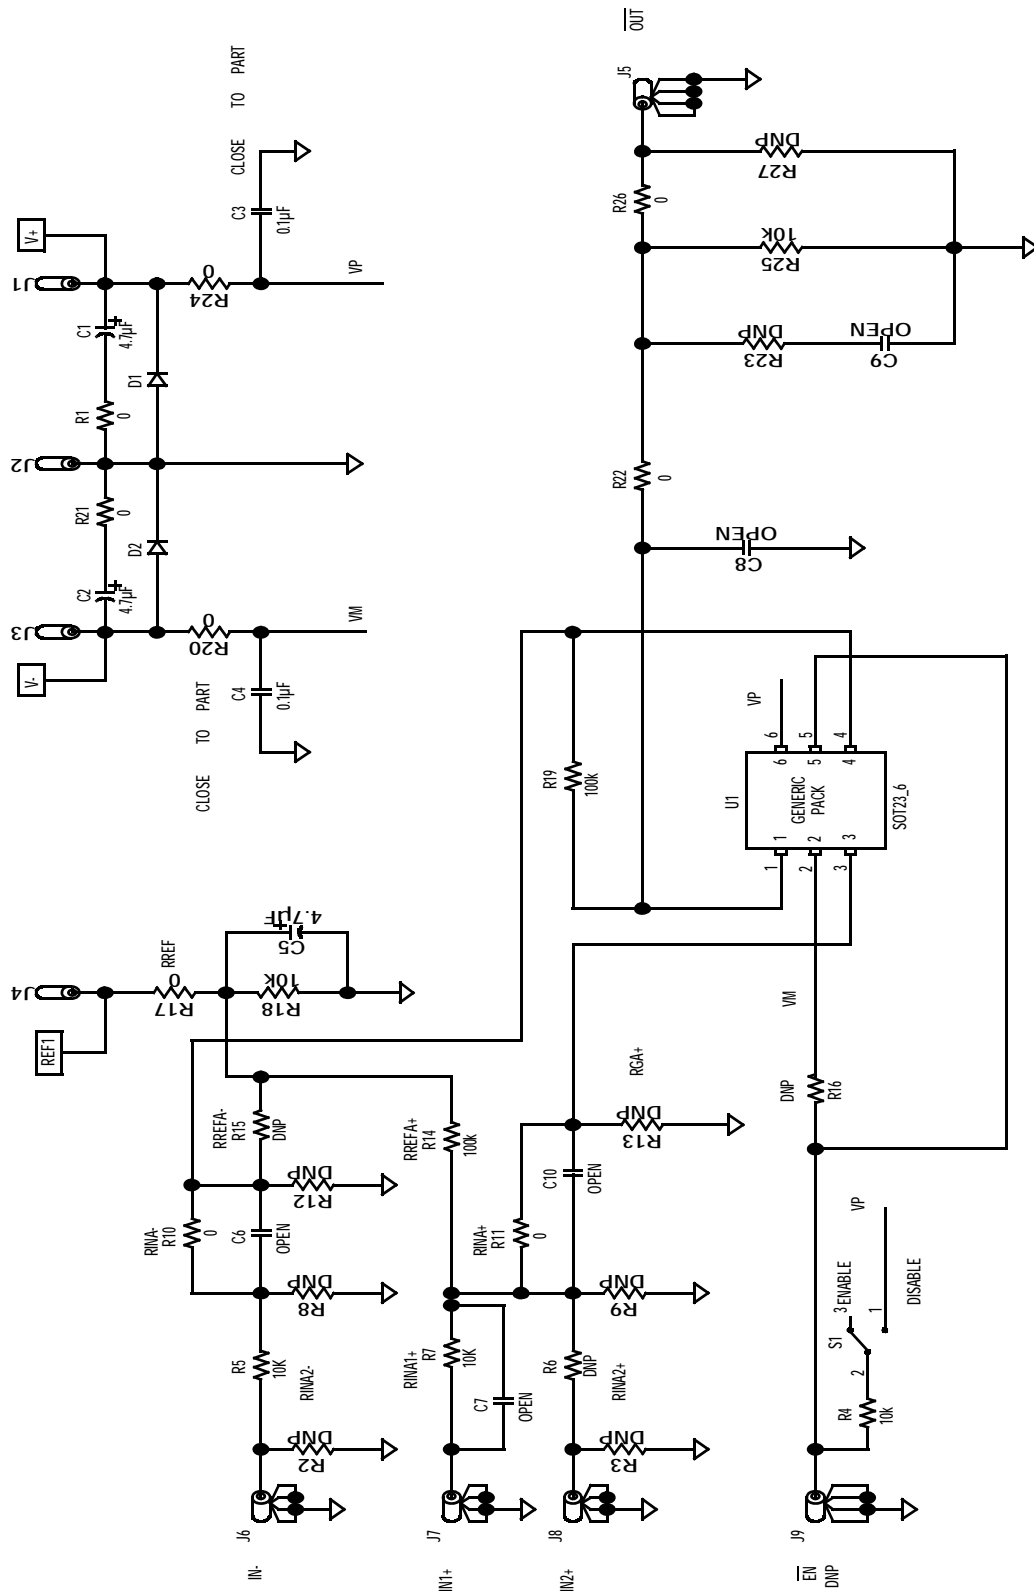 OUT
J5
CLOSE TO PART
V+
J1
C1
4.7µF
R24
0
C3
0.1µF
VP
R1
0
D1
J2
R21
0
D2
C2
4.7µF
J3
V-
R20
0
C4
0.1µF
VM
CLOSE TO PART
R26
0
R27
DNP
R25
10k
R23
DNP
C9
OPEN
R22
0
C8
OPEN
R19
100k
VP
U1
GENERIC
PACK
SOT23_6
1
1
2
2
3
3
6
6
5
5
4
4
J4
REF1
R17
0
RREF
R18
10k
C5
4.7µF
RREFA-
R15
DNP
R12
DNP
RINA-
R10
0
C6
OPEN
R8
DNP
R5
10K
RINA2-
R2
DNP
J6
IN-
RREFA+
R14
100k
RINA1+
R7
10K
C7
OPEN
J7
IN1+
RGA+
R13
DNP
C10
OPEN
RINA+
R11
0
R9
DNP
R6
DNP
RINA2+
R3
DNP
J8
IN2+
VM
DNP
R16
VP
DISABLE
ENABLE
3
1
S1
2
R4
10k
J9
EN
DNP